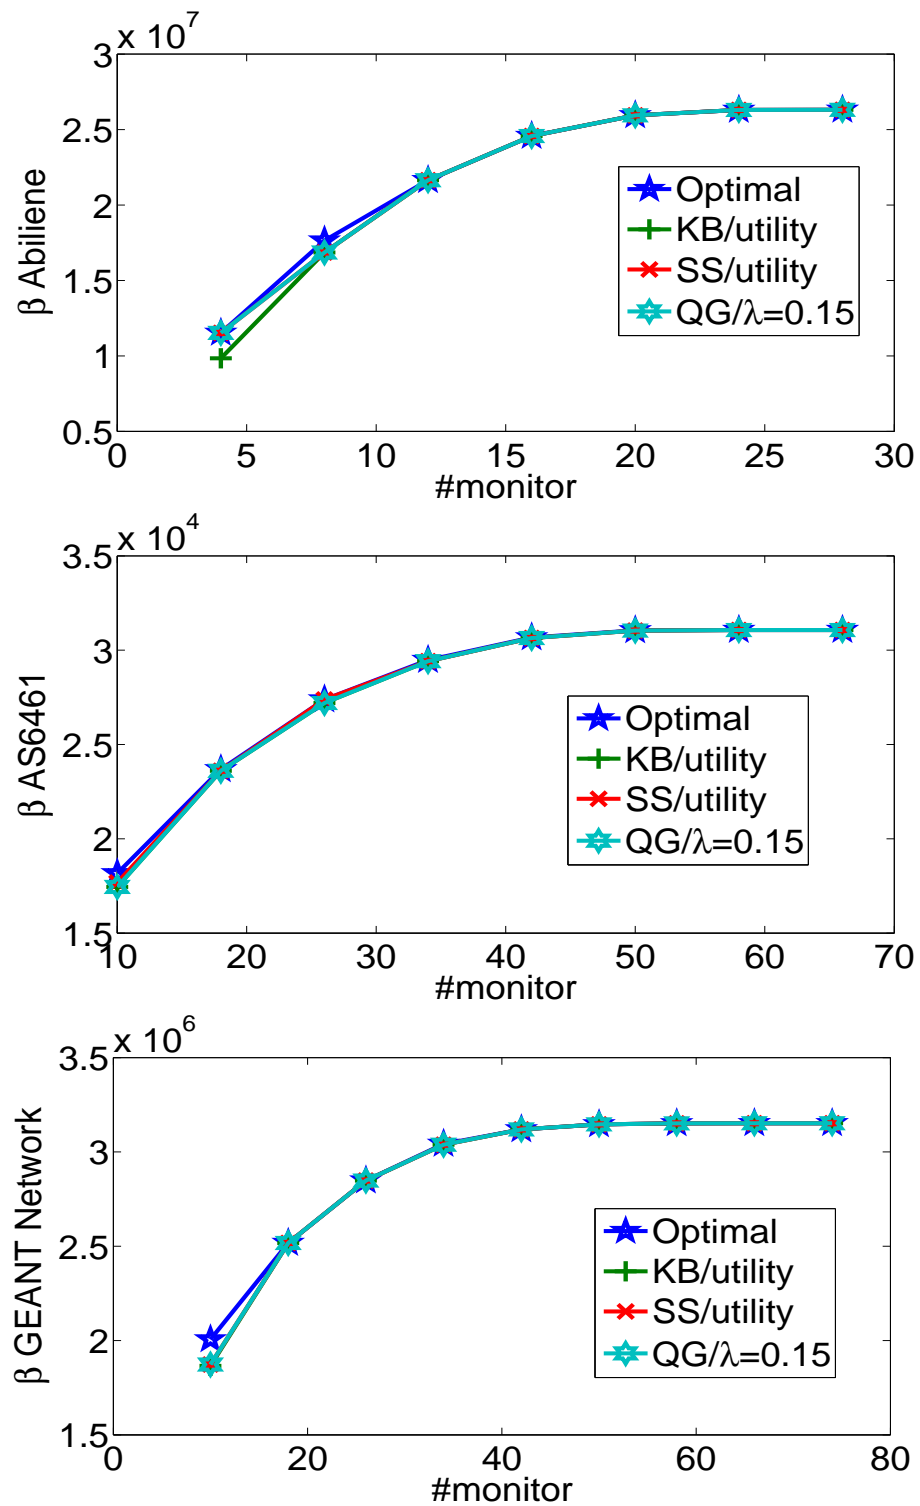 x 10^7
3
2.5
2
1.5
1
0.5
0 5 10 15 20 25 30
#monitor
β Abiliene
Optimal
KB/utility
SS/utility
QG/λ=0.15
x 10^4
3.5
3
2.5
2
1.5
10 20 30 40 50 60 70
#monitor
β AS6461
Optimal
KB/utility
SS/utility
QG/λ=0.15
x 10^6
3.5
3
2.5
2
1.5
0 20 40 60 80
#monitor
β GEANT Network
Optimal
KB/utility
SS/utility
QG/λ=0.15